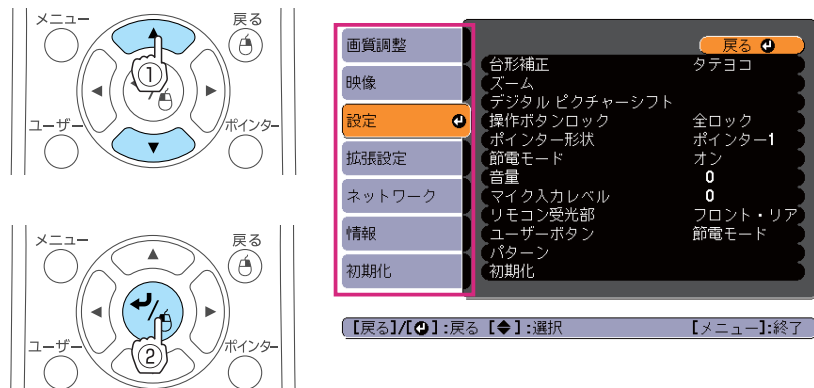 メニュー
戻る
①
ユーザー
ポインター
メニュー
戻る
②
ユーザー
ポインター
画質調整
映像
設定
拡張設定
ネットワーク
情報
初期化
戻る
台形補正 タテヨコ
ズーム
デジタル ピクチャーシフト
操作ボタンロック 全ロック
ポインター形状 ポインター1
節電モード オン
音量 0
マイク入力レベル 0
リモコン受光部 フロント・リア
ユーザーボタン 節電モード
パターン
初期化
[戻る]/[⏎]:戻る [◆]:選択 [メニュー]:終了